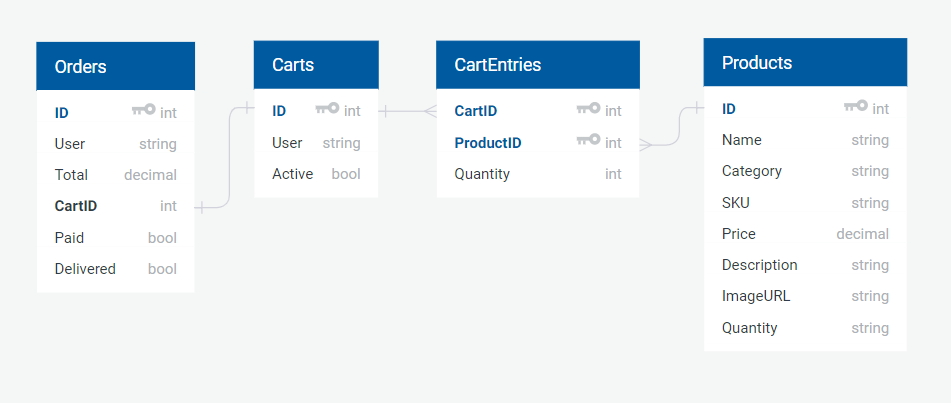 Orders
ID int
User string
Total decimal
CartID int
Paid bool
Delivered bool
Carts
ID int
User string
Active bool
CartEntries
CartID int
ProductID int
Quantity int
Products
ID int
Name string
Category string
SKU string
Price decimal
Description string
ImageURL string
Quantity string